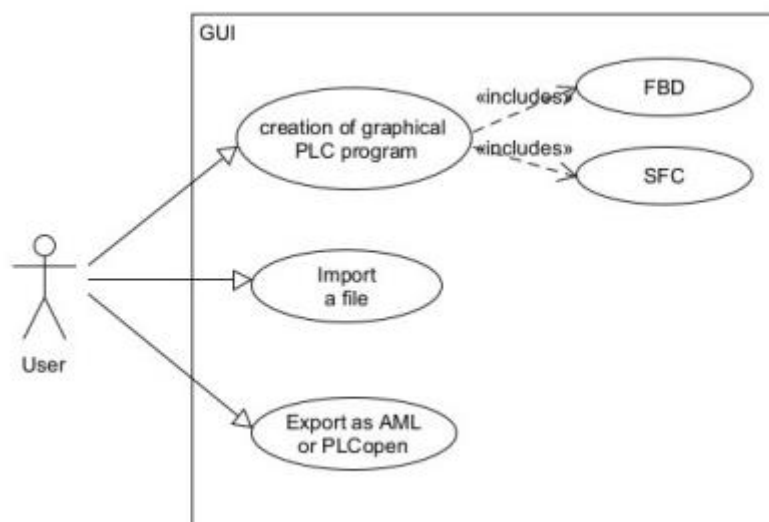 GUI
creation of graphical
PLC program
«includes»
FBD
«includes»
SFC
Import
a file
User
Export as AML
or PLCopen